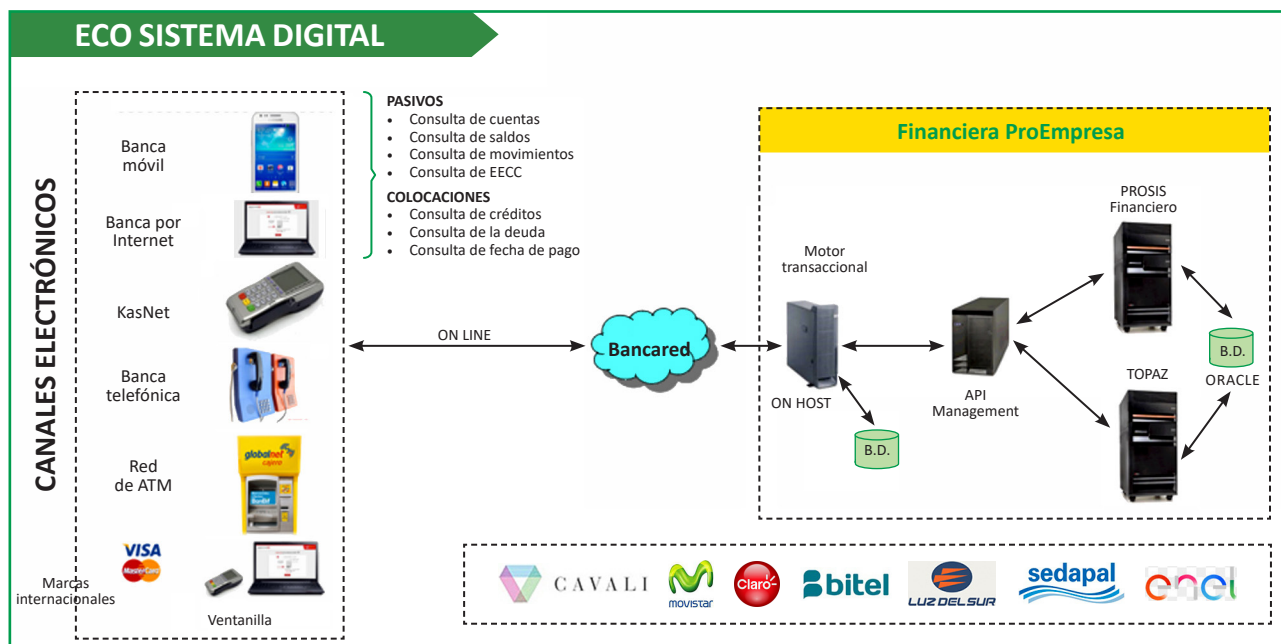 ECO SISTEMA DIGITAL
CANALES ELECTRÓNICOS
Banca
móvil
Banca por
Internet
KasNet
Banca
telefónica
globalnet
cajero
Red
de ATM
VISA
MasterCard
Marcas
internacionales
Ventanilla
PASIVOS
• Consulta de cuentas
• Consulta de saldos
• Consulta de movimientos
• Consulta de EECC
COLOCACIONES
• Consulta de créditos
• Consulta de la deuda
• Consulta de fecha de pago
ON LINE
Bancared
Financiera ProEmpresa
Motor
transaccional
ON HOST
B.D.
API
Management
PROSIS
Financiero
TOPAZ
B.D.
ORACLE
CAVALI
movistar
Claro
bitel
LUZ DEL SUR
sedapal
enel